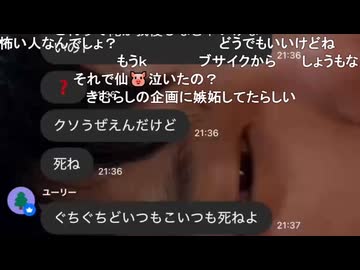 怖い人なんでしょ？
どうでもいいけどね
もうk
ブサイクから
しょうもな
21:36
❓
それで仙🐷泣いたの？
きむらしの企画に嫉妬してたらしい
クソうぜえんだけど
21:36
死ね
21:36
ユーリー
ぐちぐちどいつもこいつも死ねよ
21:37